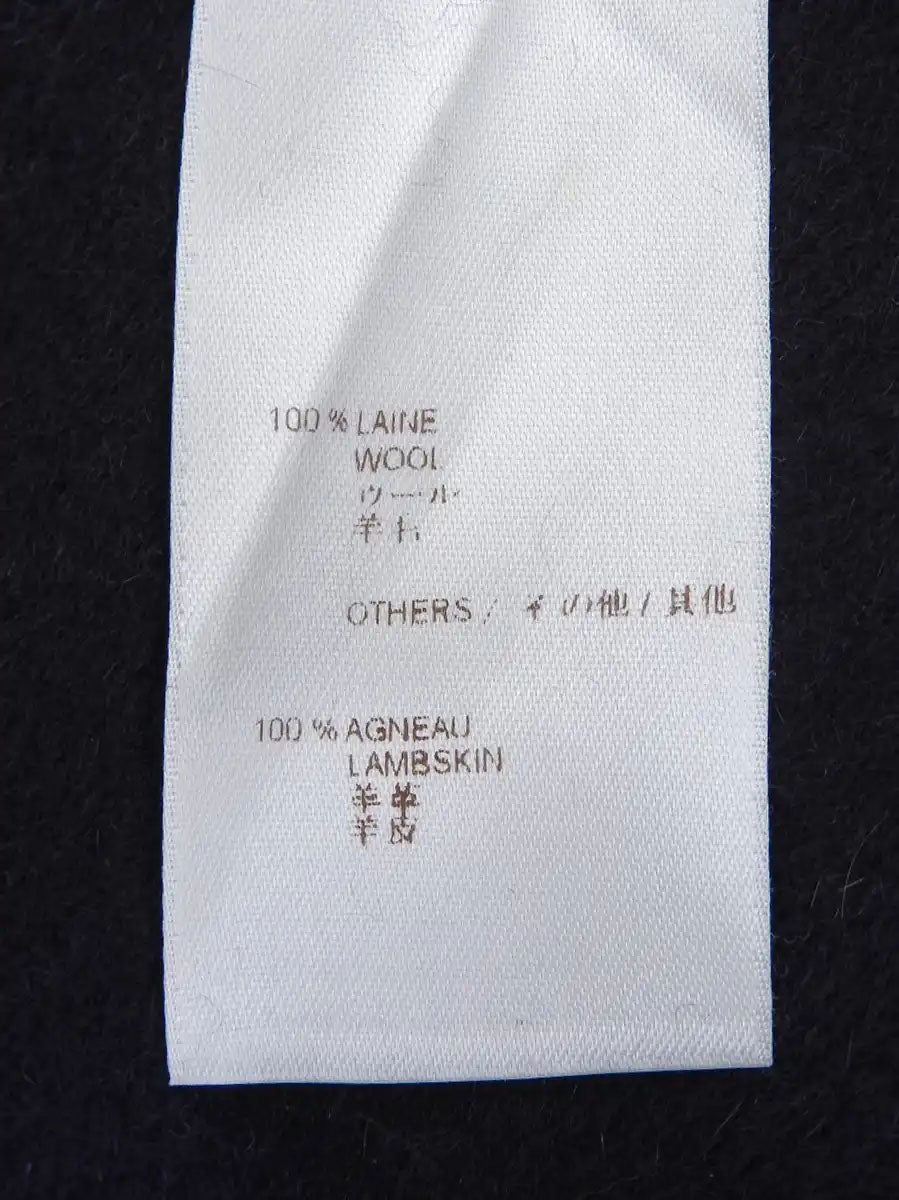 100 % LAINE
WOOL
ウール
羊毛
OTHERS / その他 / 其他
100 % AGNEAU
LAMBSKIN
羊革
羊皮